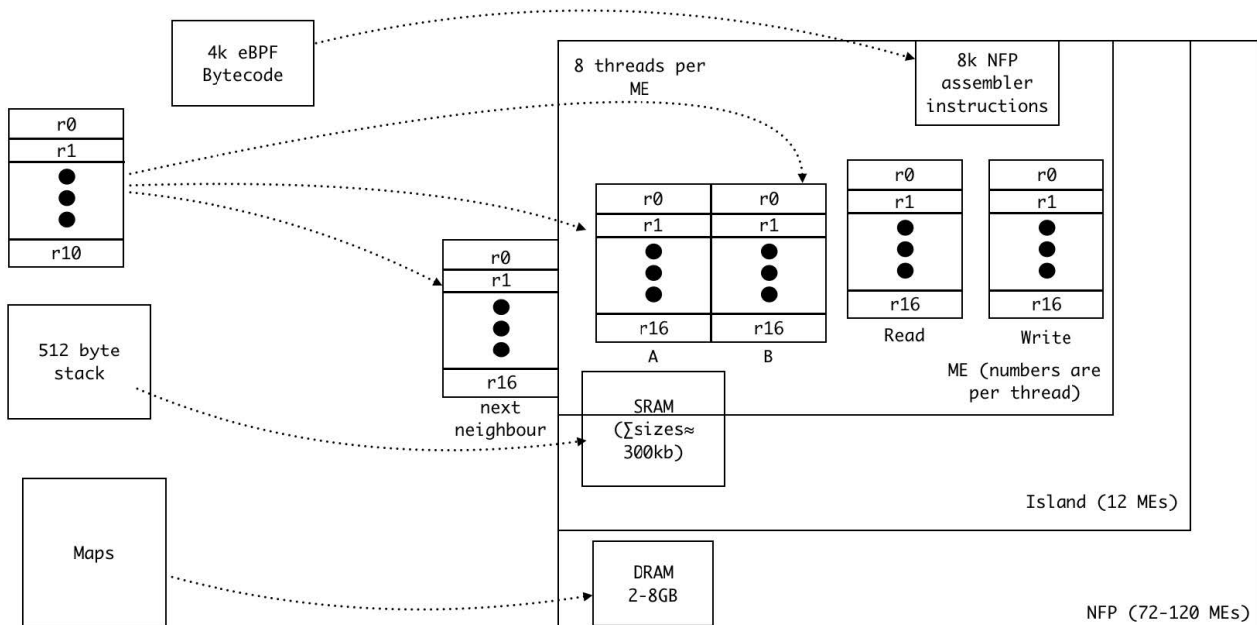 4k eBPF
Bytecode
8 threads per
ME
8k NFP
assembler
instructions
r0
r1
r10
r0
r1
r16
next
neighbour
r0
r1
r16
A
r0
r1
r16
B
r0
r1
r16
Read
r0
r1
r16
Write
ME (numbers are
per thread)
512 byte
stack
SRAM
(∑sizes≈
300kb)
Island (12 MEs)
Maps
DRAM
2-8GB
NFP (72-120 MEs)